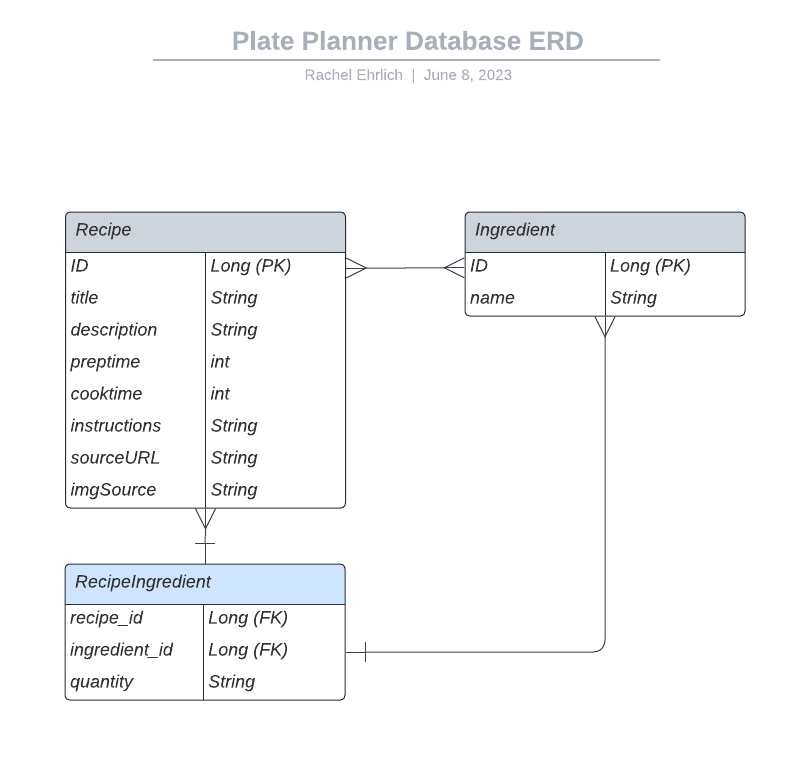 Plate Planner Database ERD
Rachel Ehrlich | June 8, 2023
Recipe
ID Long (PK)
title String
description String
preptime int
cooktime int
instructions String
sourceURL String
imgSource String
Ingredient
ID Long (PK)
name String
RecipeIngredient
recipe_id Long (FK)
ingredient_id Long (FK)
quantity String